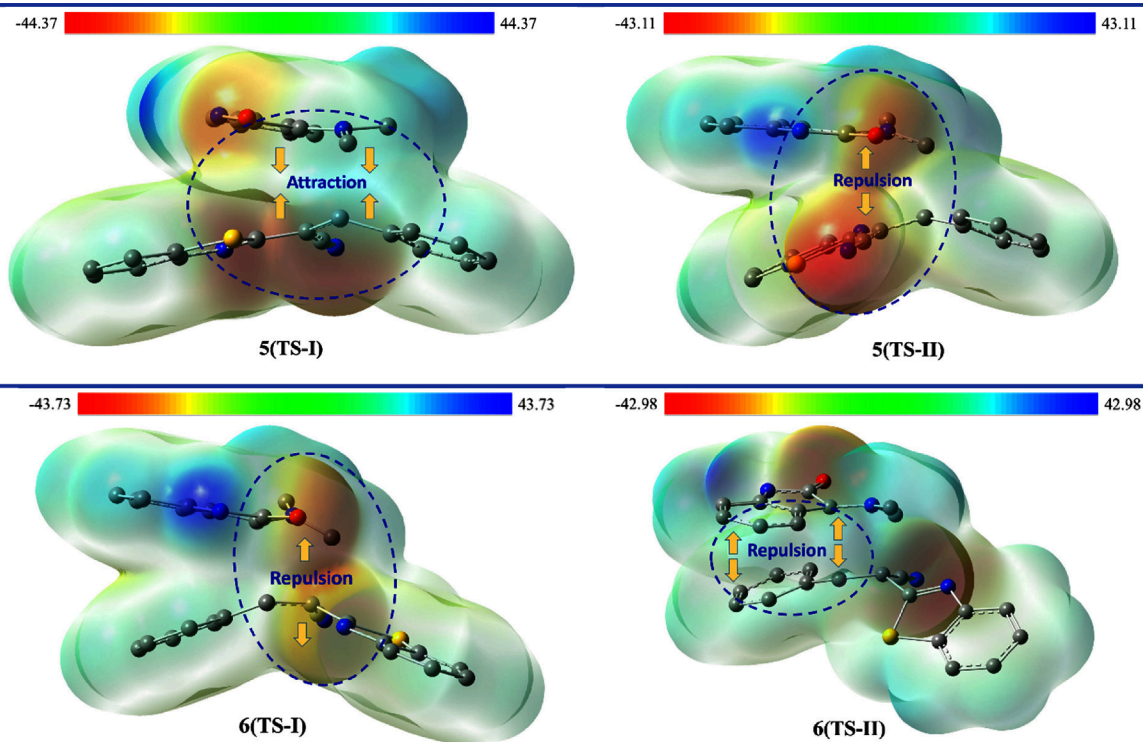 -44.37 44.37
Attraction
5(TS-I)
-43.11 43.11
Repulsion
5(TS-II)
-43.73 43.73
Repulsion
6(TS-I)
-42.98 42.98
Repulsion
6(TS-II)